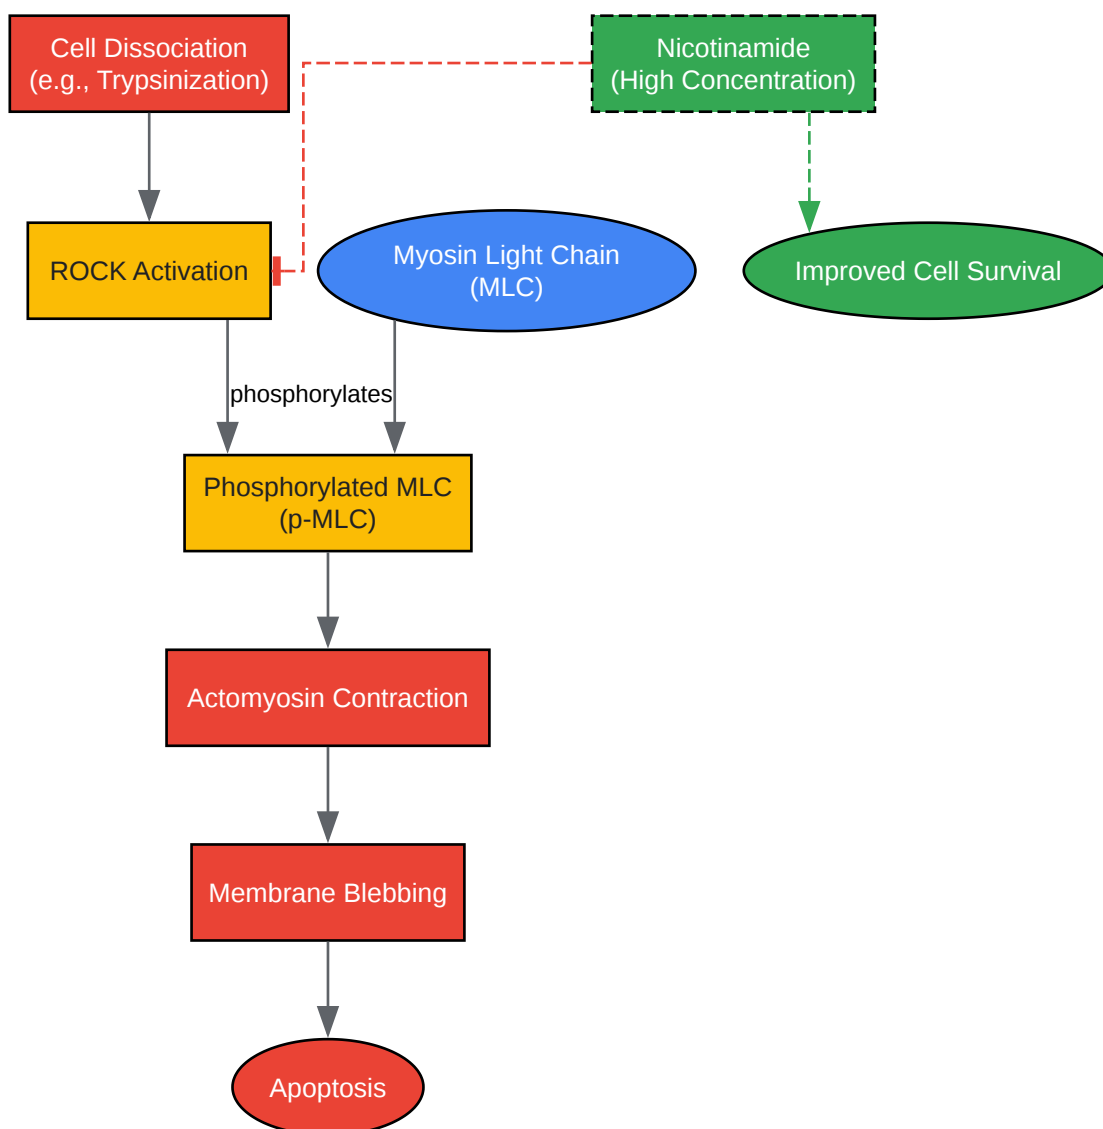 Cell Dissociation
(e.g., Trypsinization)
Nicotinamide
(High Concentration)
ROCK Activation
Myosin Light Chain
(MLC)
Improved Cell Survival
phosphorylates
Phosphorylated MLC
(p-MLC)
Actomyosin Contraction
Membrane Blebbing
Apoptosis